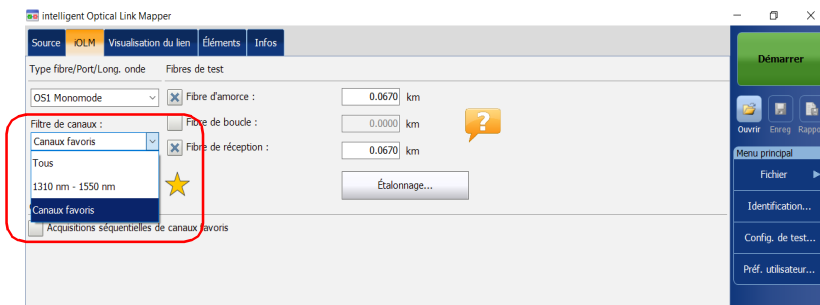 intelligent Optical Link Mapper
Source iOLM Visualisation du lien Éléments Infos
Type fibre/Port/Long. onde Fibres de test
OS1 Monomode
Fibre d'amorce : 0.0670 km
Filtre de canaux :
Fibre de boucle : 0.0000 km
Canaux favoris
Fibre de réception : 0.0670 km
Tous
1310 nm - 1550 nm
Canaux favoris
Étalonnage...
Acquisitions séquentielles de canaux favoris
?
Démarrer
Ouvrir Enreg Rappo
Menu principal
Fichier
Identification...
Config. de test...
Préf. utilisateur...